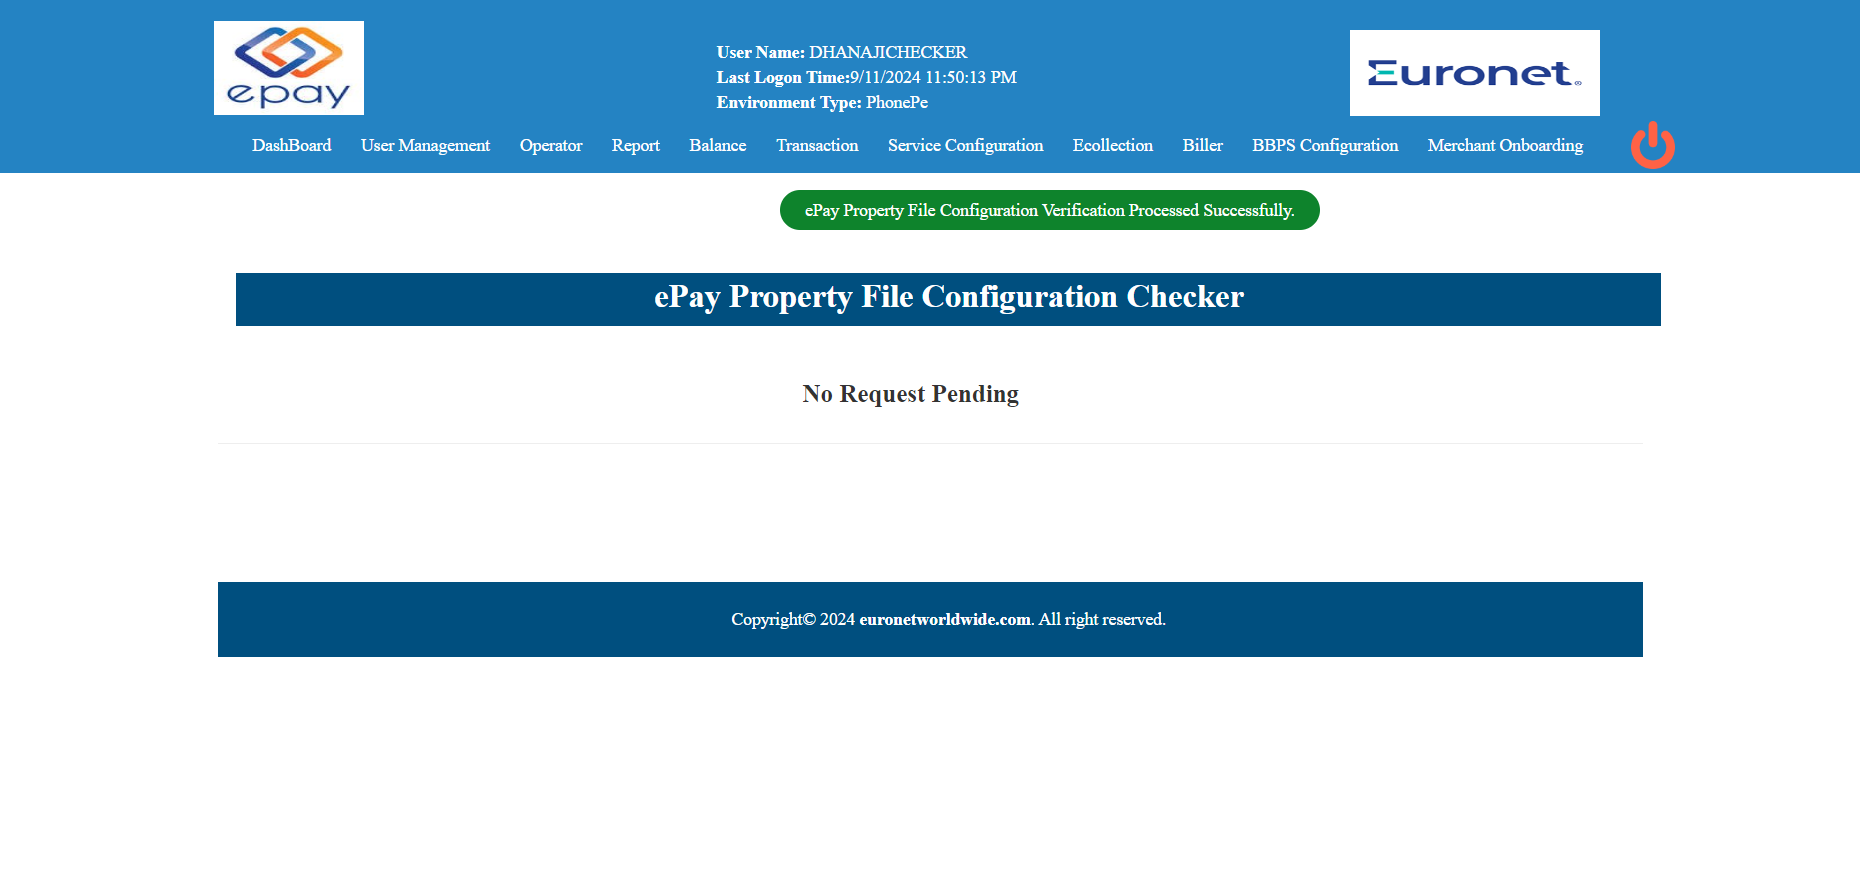 epay
User Name: DHANAJICHECKER
Last Logon Time:9/11/2024 11:50:13 PM
Environment Type: PhonePe
Euronet®
DashBoard User Management Operator Report Balance Transaction Service Configuration Ecollection Biller BBPS Configuration Merchant Onboarding
ePay Property File Configuration Verification Processed Successfully.
ePay Property File Configuration Checker
No Request Pending
Copyright© 2024 euronetworldwide.com. All right reserved.